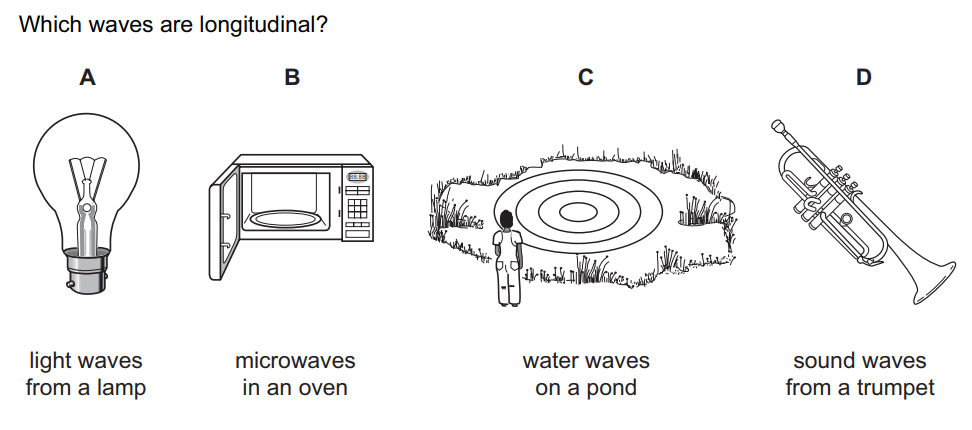 Which waves are longitudinal?
A
B
C
D
light waves
from a lamp
microwaves
in an oven
water waves
on a pond
sound waves
from a trumpet